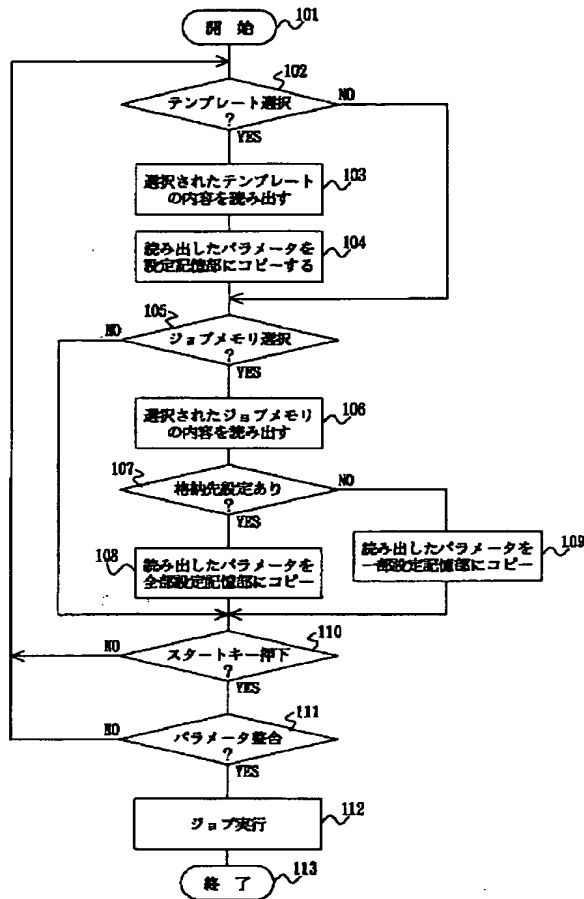 開 始
101
102
テンプレート選択
?
NO
YES
選択されたテンプレート
の内容を読み出す
103
読み出したパラメータを
設定記憶部にコピーする
104
105
NO
ジョブメモリ選択
?
YES
選択されたジョブメモリ
の内容を読み出す
106
107
格納先設定あり
?
NO
YES
108
読み出したパラメータを
全部設定記憶部にコピー
読み出したパラメータを
一部設定記憶部にコピー
109
110
NO
スタートキー押下
?
YES
111
NO
パラメータ整合
?
YES
112
ジョブ実行
終 了
113